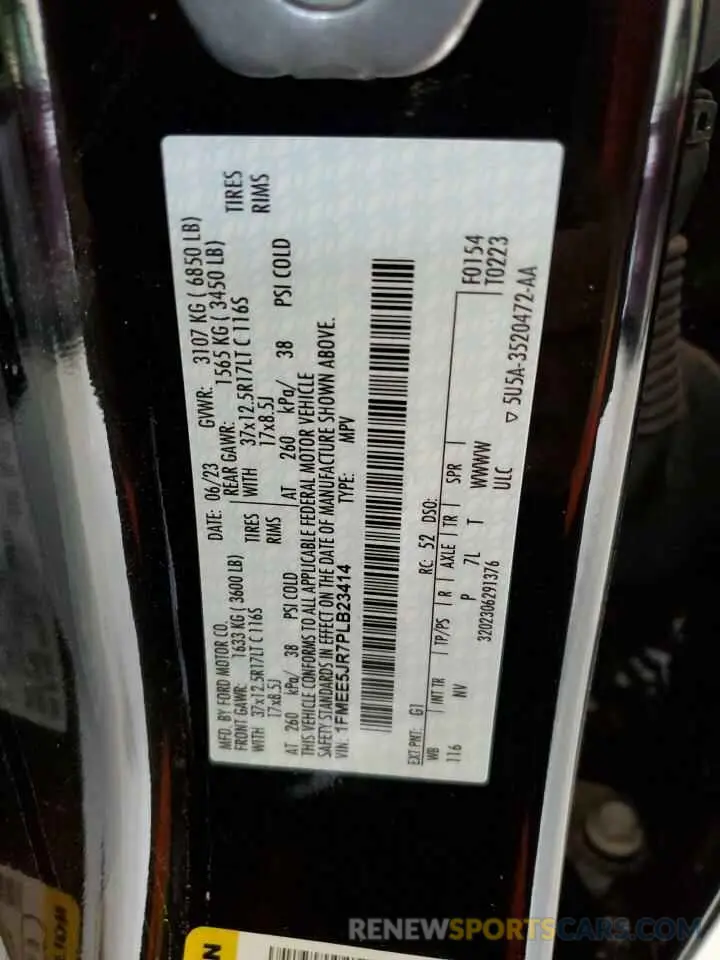 MFD. BY FORD MOTOR CO.
DATE: 06/23 GVWR: 3107 KG ( 6850 LB)
FRONT GAWR: 1633 KG ( 3600 LB) REAR GAWR: 1565 KG ( 3450 LB)
WITH 37x12.5R17LT C 116S TIRES WITH 37x12.5R17LT C 116S TIRES
17x8.5J RIMS 17x8.5J RIMS
AT 260 kPa/ 38 PSI COLD AT 260 kPa/ 38 PSI COLD
THIS VEHICLE CONFORMS TO ALL APPLICABLE FEDERAL MOTOR VEHICLE
SAFETY STANDARDS IN EFFECT ON THE DATE OF MANUFACTURE SHOWN ABOVE.
VIN: 1FMEE5JR7PLB23414 TYPE: MPV
EXT PNT: G1 RC: 52 DSO: F0154
WB INT TR TP/PS R AXLE TR SPR T0223
116 NV P 7L T WWWW
3202306291376 ULC
▽ 5U5A-3520472-AA
RENEWSPORTSCARS.COM